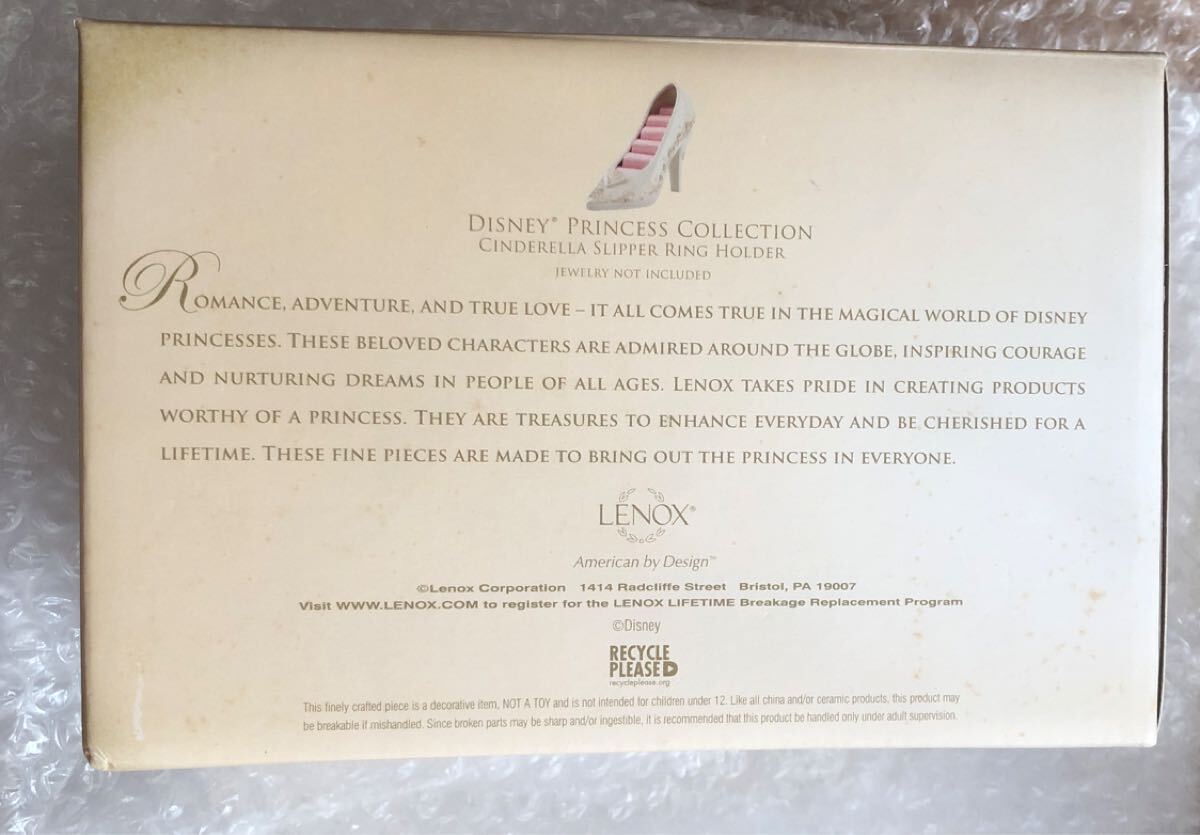 DISNEY® PRINCESS COLLECTION
CINDERELLA SLIPPER RING HOLDER
JEWELRY NOT INCLUDED
ROMANCE, ADVENTURE, AND TRUE LOVE – IT ALL COMES TRUE IN THE MAGICAL WORLD OF DISNEY
PRINCESSES. THESE BELOVED CHARACTERS ARE ADMIRED AROUND THE GLOBE, INSPIRING COURAGE
AND NURTURING DREAMS IN PEOPLE OF ALL AGES. LENOX TAKES PRIDE IN CREATING PRODUCTS
WORTHY OF A PRINCESS. THEY ARE TREASURES TO ENHANCE EVERYDAY AND BE CHERISHED FOR A
LIFETIME. THESE FINE PIECES ARE MADE TO BRING OUT THE PRINCESS IN EVERYONE.
LENOX®
American by Design™
©Lenox Corporation 1414 Radcliffe Street Bristol, PA 19007
Visit WWW.LENOX.COM to register for the LENOX LIFETIME Breakage Replacement Program
©Disney
RECYCLE
PLEASE
recycleplease.org
This finely crafted piece is a decorative item, NOT A TOY and is not intended for children under 12. Like all china and/or ceramic products, this product may
be breakable if mishandled. Since broken parts may be sharp and/or ingestible, it is recommended that this product be handled only under adult supervision.